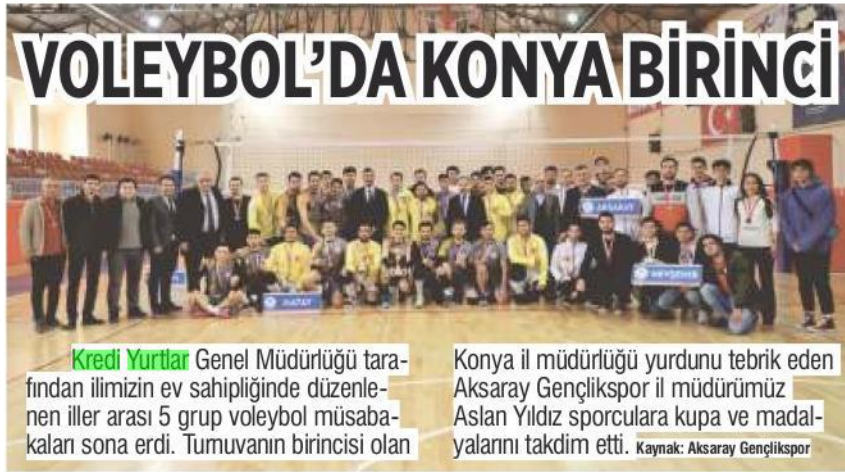 VOLEYBOL’DA KONYA BİRİNCİ
AKSARAY
HATAY
NEVŞEHİR
Kredi Yurtlar Genel Müdürlüğü tara-
fından ilimizin ev sahipliğinde düzenle-
nen iller arası 5 grup voleybol müsaba-
kaları sona erdi. Turnuvanın birincisi olan
Konya il müdürlüğü yurdunu tebrik eden
Aksaray Gençlikspor il müdürümüz
Aslan Yıldız sporculara kupa ve madal-
yalarını takdim etti. Kaynak: Aksaray Gençlikspor